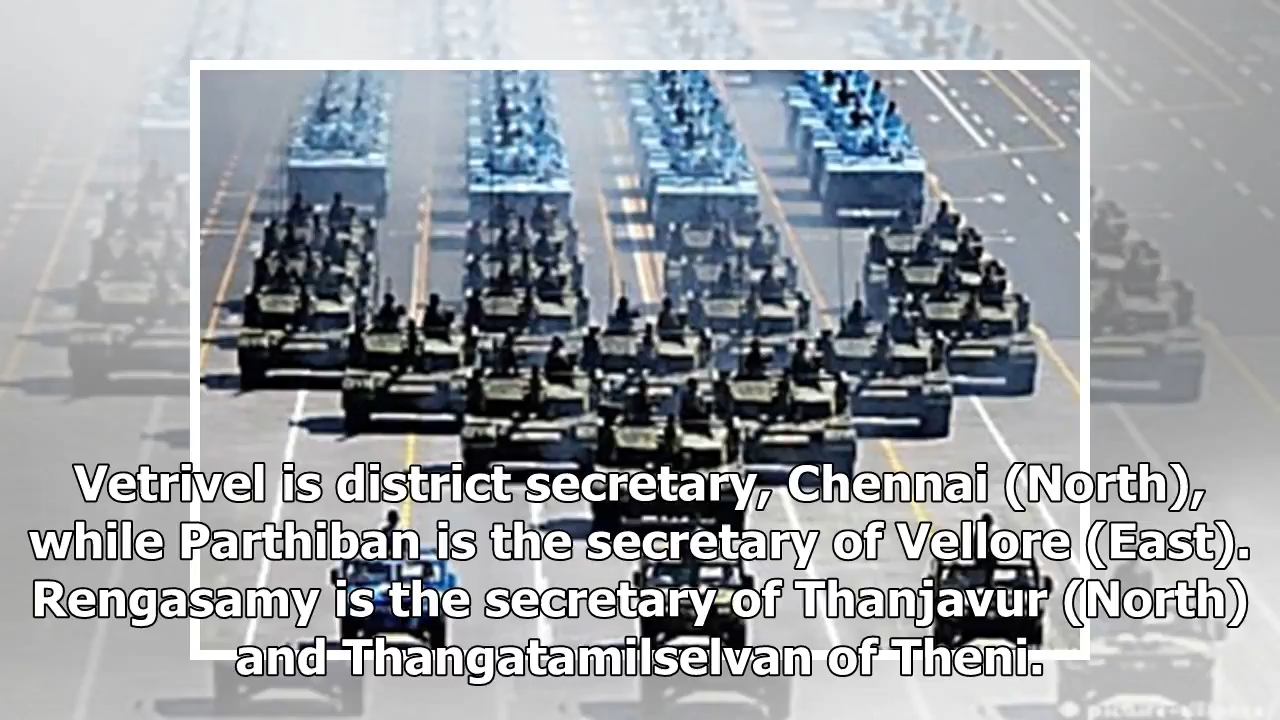 Vetrivel is district secretary, Chennai (North),
while Parthiban is the secretary of Vellore (East).
Rengasamy is the secretary of Thanjavur (North)
and Thangatamilselvan of Theni.